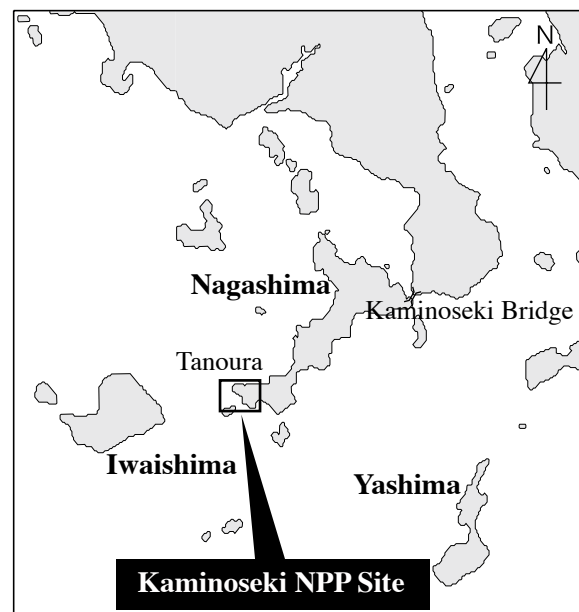 N
Nagashima
Kaminoseki Bridge
Tanoura
Iwaishima
Yashima
Kaminoseki NPP Site